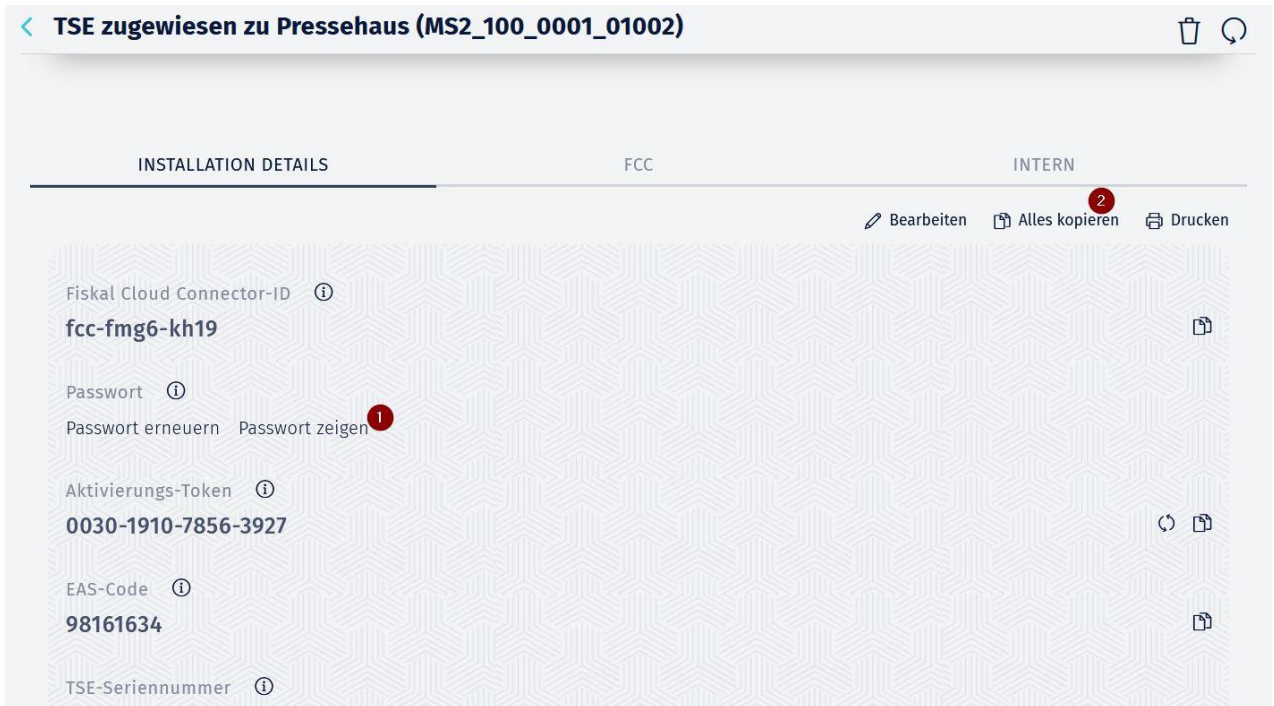 TSE zugewiesen zu Pressehaus (MS2_100_0001_01002)
INSTALLATION DETAILS FCC INTERN
2
Bearbeiten Alles kopieren Drucken
Fiskal Cloud Connector-ID
fcc-fmg6-kh19
Passwort
Passwort erneuern Passwort zeigen 1
Aktivierungs-Token
0030-1910-7856-3927
EAS-Code
98161634
TSE-Seriennummer